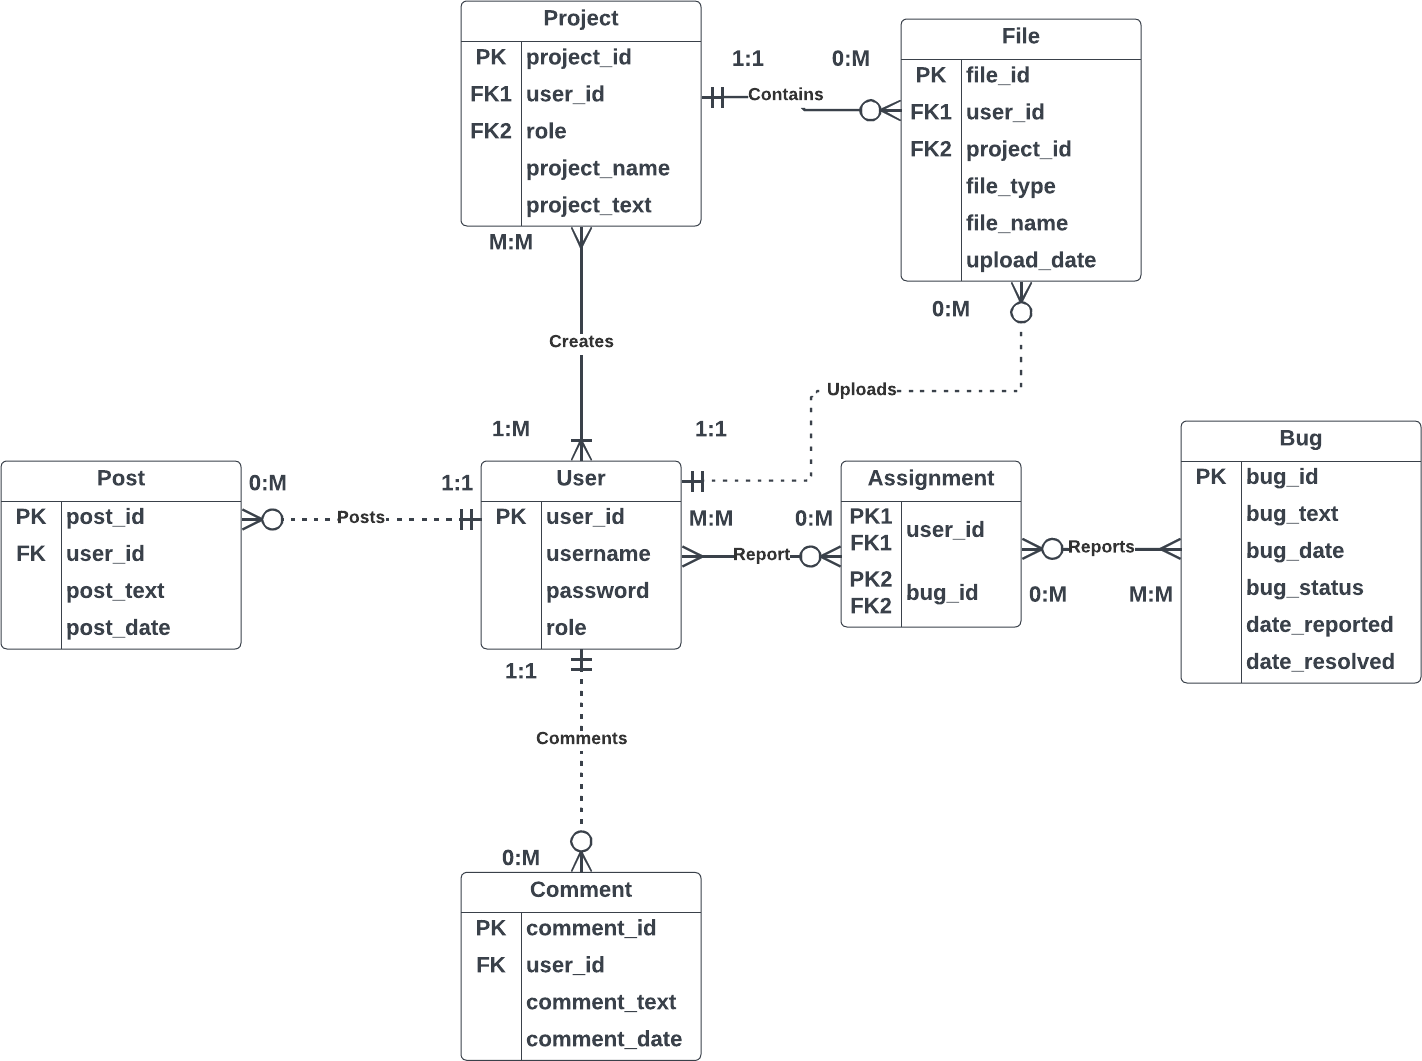 Project
PK project_id
FK1 user_id
FK2 role
project_name
project_text
1:1
0:M
Contains
File
PK file_id
FK1 user_id
FK2 project_id
file_type
file_name
upload_date
M:M
0:M
Creates
Uploads
1:M
1:1
Post
PK post_id
FK user_id
post_text
post_date
0:M
1:1
Posts
User
PK user_id
username
password
role
M:M
0:M
Report
Assignment
PK1
FK1
user_id
PK2
FK2
bug_id
Reports
0:M
M:M
Bug
PK bug_id
bug_text
bug_date
bug_status
date_reported
date_resolved
1:1
Comments
0:M
Comment
PK comment_id
FK user_id
comment_text
comment_date